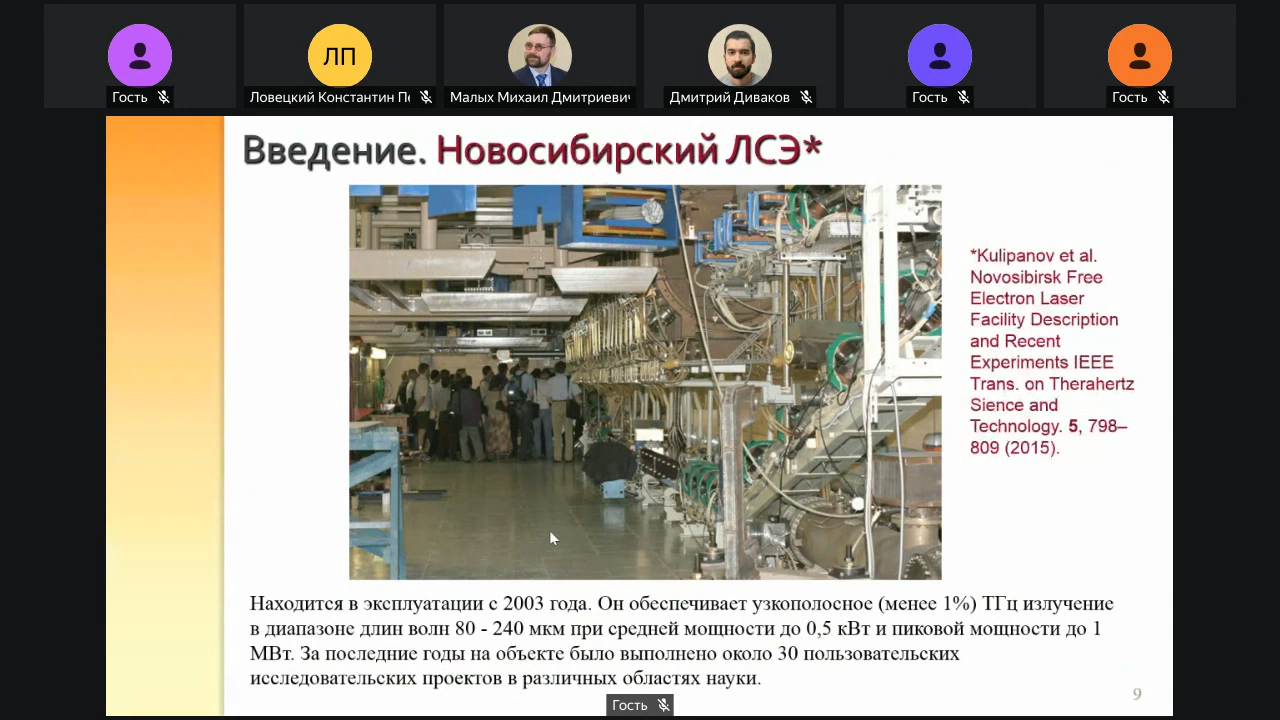 Гость
ЛП
Ловецкий Константин Пе
Малых Михаил Дмитриевич
Дмитрий Диваков
Гость
Гость
Введение. Новосибирский ЛСЭ*
*Kulipanov et al.
Novosibirsk Free
Electron Laser
Facility Description
and Recent
Experiments IEEE
Trans. on Therahertz
Sience and
Technology. 5, 798–
809 (2015).
Находится в эксплуатации с 2003 года. Он обеспечивает узкополосное (менее 1%) ТГц излучение
в диапазоне длин волн 80 - 240 мкм при средней мощности до 0,5 кВт и пиковой мощности до 1
МВт. За последние годы на объекте было выполнено около 30 пользовательских
исследовательских проектов в различных областях науки.
9
Гость